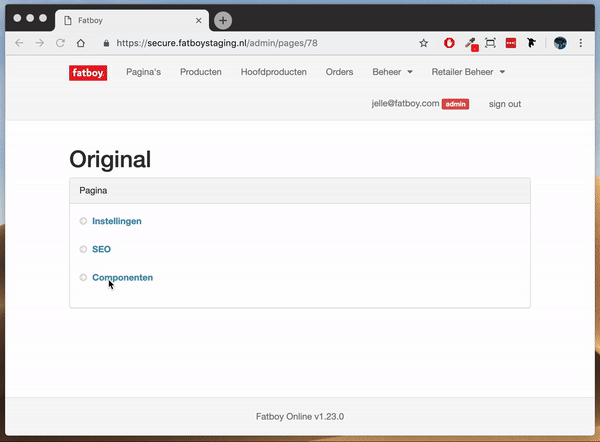 Fatboy
https://secure.fatboystaging.nl/admin/pages/78
fatboy Pagina's Producten Hoofdproducten Orders Beheer Retailer Beheer
jelle@fatboy.com admin sign out
Original
Pagina
Instellingen
SEO
Componenten
Fatboy Online v1.23.0